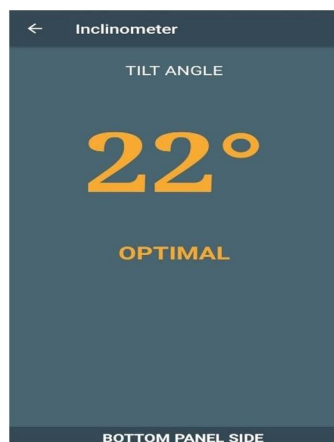 Inclinometer
TILT ANGLE
22°
OPTIMAL
BOTTOM PANEL SIDE